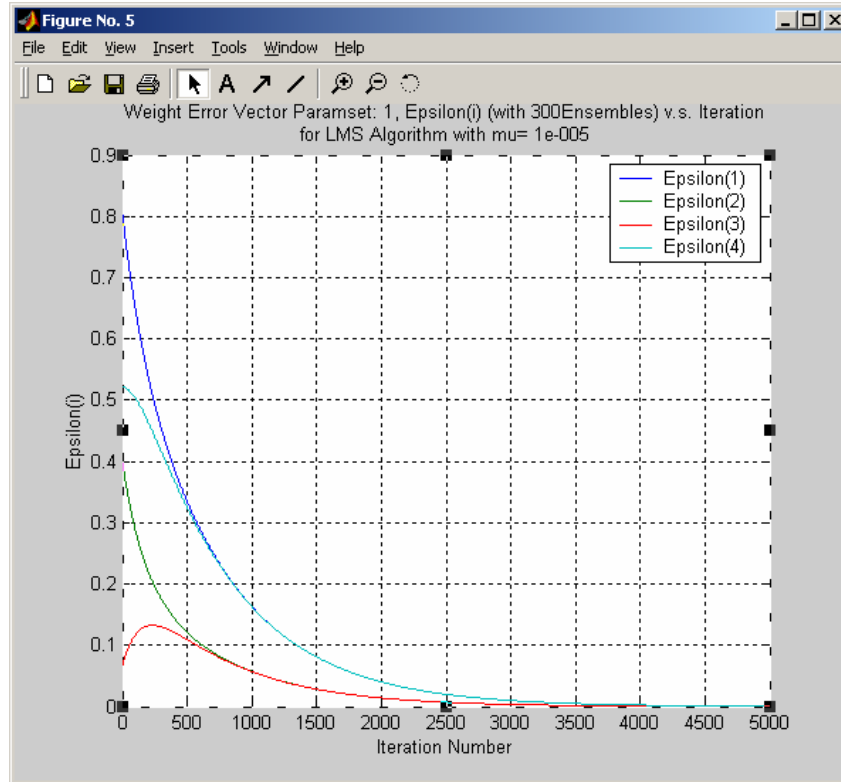 Figure No. 5
File Edit View Insert Tools Window Help
A
Weight Error Vector Paramset: 1, Epsilon(i) (with 300Ensembles) v.s. Iteration
for LMS Algorithm with mu= 1e-005
0.9
0.8
0.7
0.6
0.5
0.4
0.3
0.2
0.1
0
Epsilon(i)
Epsilon(1)
Epsilon(2)
Epsilon(3)
Epsilon(4)
0 500 1000 1500 2000 2500 3000 3500 4000 4500 5000
Iteration Number